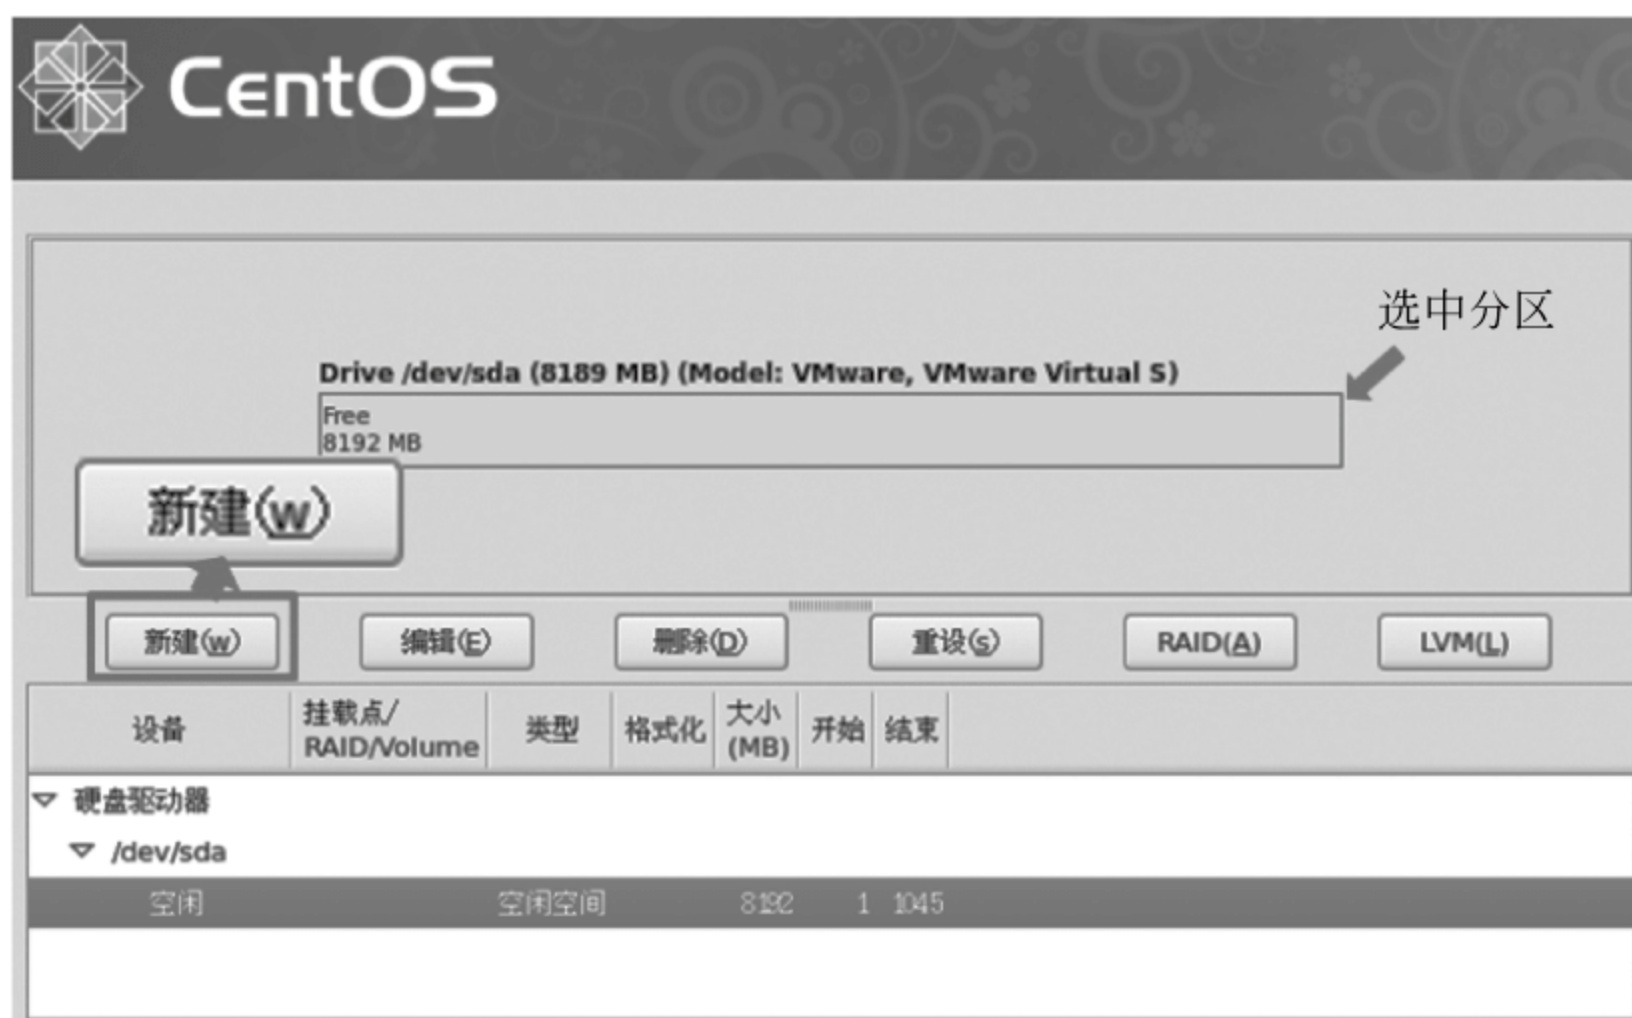 CentOS
选中分区
Drive /dev/sda (8189 MB) (Model: VMware, VMware Virtual S)
Free
8192 MB
新建(w)
新建(w) 编辑(E) 删除(D) 重设(s) RAID(A) LVM(L)
设备 挂载点/ RAID/Volume 类型 格式化 大小 (MB) 开始 结束
硬盘驱动器
/dev/sda
空闲 空闲空间 8192 1 1045